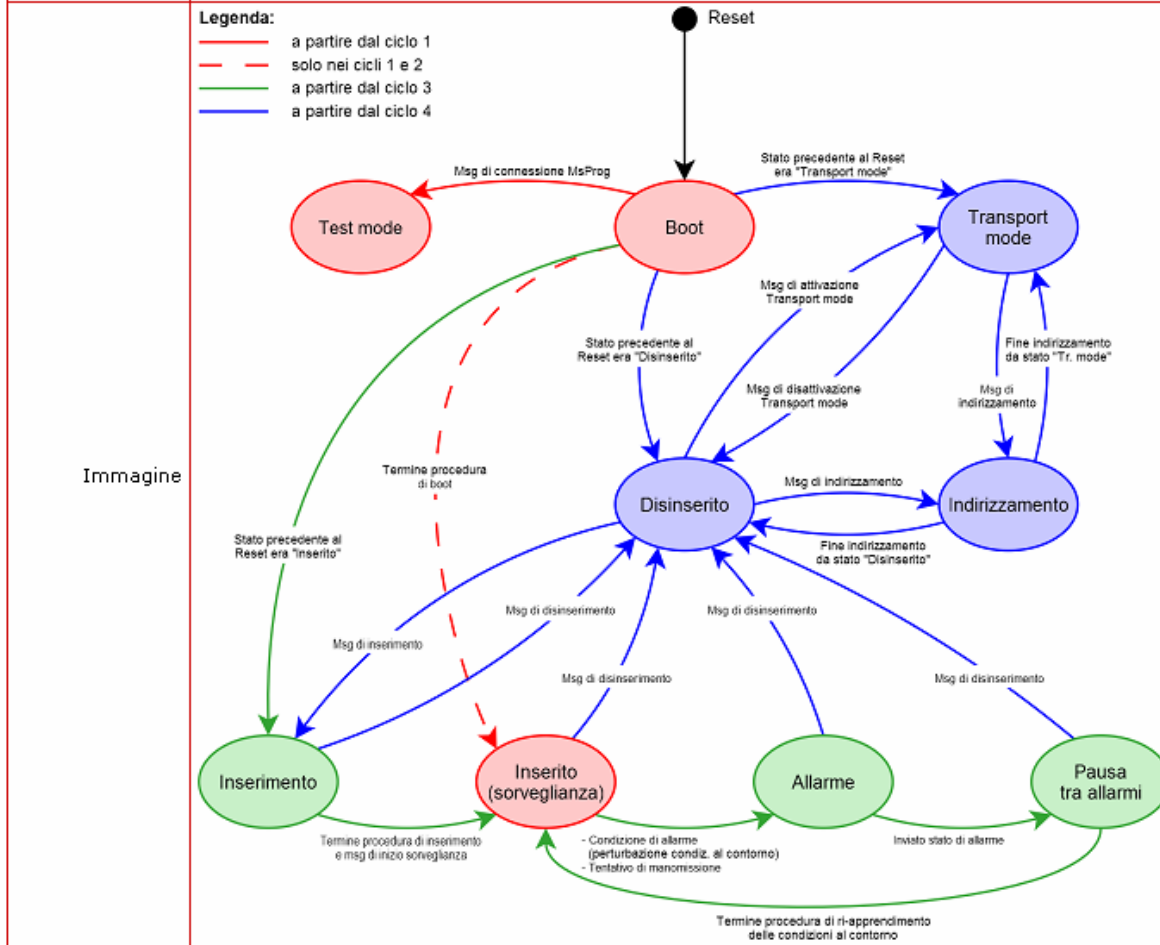 Legenda:
a partire dal ciclo 1
solo nei cicli 1 e 2
a partire dal ciclo 3
a partire dal ciclo 4
Reset
Msg di connessione MsProg
Stato precedente al Reset
era "Transport mode"
Test mode
Boot
Transport
mode
Msg di attivazione
Transport mode
Stato precedente al
Reset era "Disinserito"
Fine indirizzamento
da stato "Tr. mode"
Msg di disattivazione
Transport mode
Msg di
indirizzamento
Immagine
Termine procedura
di boot
Msg di indirizzamento
Disinserito
Indirizzamento
Stato precedente al
Reset era "Inserito"
Fine indirizzamento
da stato "Disinserito"
Msg di disinserimento
Msg di disinserimento
Msg di inserimento
Msg di disinserimento
Msg di disinserimento
Inserimento
Inserito
(sorveglianza)
Allarme
Pausa
tra allarmi
Termine procedura di inserimento
e msg di inizio sorveglianza
- Condizione di allarme
(perturbazione condiz. al contorno)
- Tentativo di manomissione
Inviato stato di allarme
Termine procedura di ri-apprendimento
delle condizioni al contorno